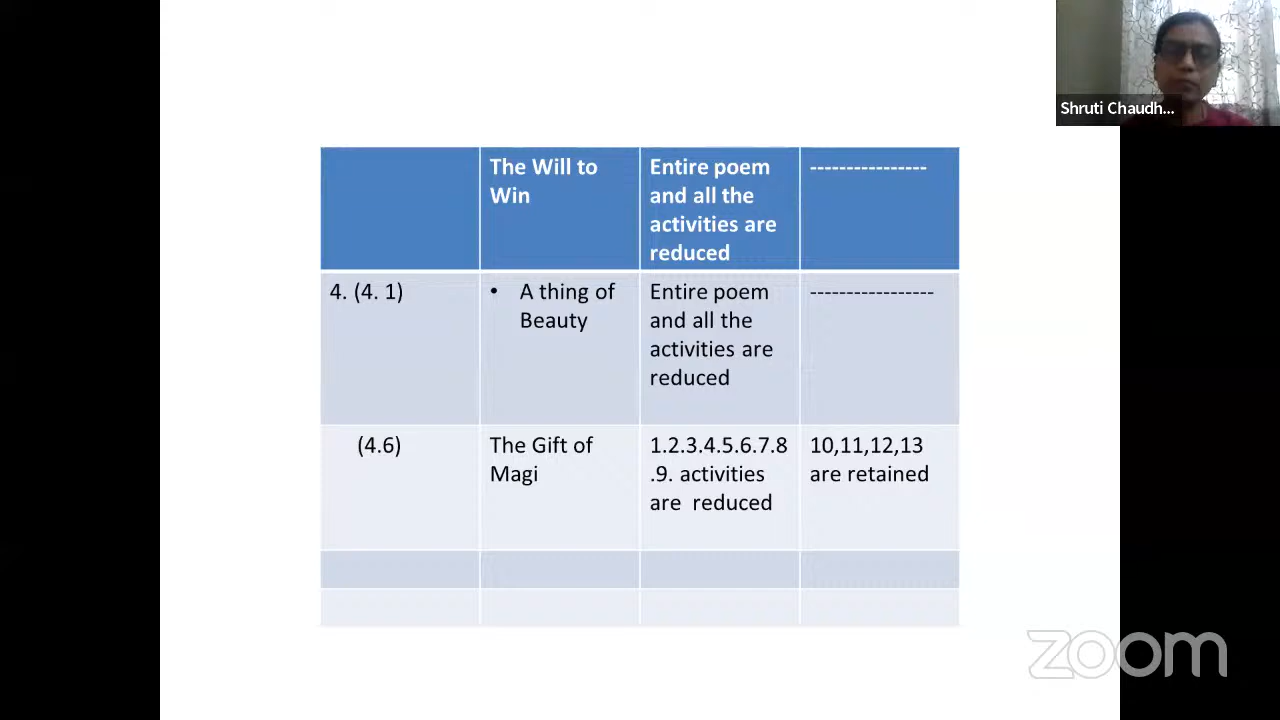 Shruti Chaudh...
The Will to
Win
Entire poem
and all the
activities are
reduced
----------------
4. (4. 1)
• A thing of
Beauty
Entire poem
and all the
activities are
reduced
-----------------
(4.6)
The Gift of
Magi
1.2.3.4.5.6.7.8
.9. activities
are reduced
10,11,12,13
are retained
zoom